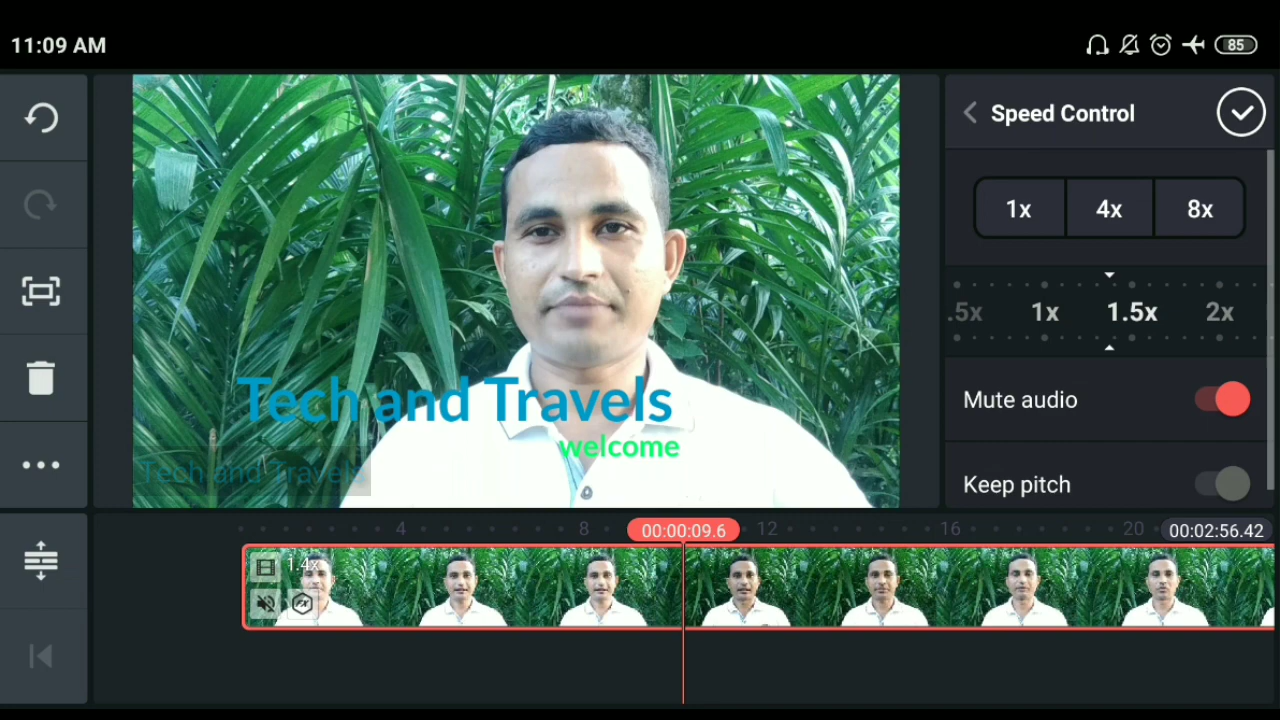 11:09 AM
85
Speed Control
1x 4x 8x
.5x 1x 1.5x 2x
Mute audio
Keep pitch
Tech and Travels
welcome
Tech and Travels
4 8 00:00:09.6 12 16 20 00:02:56.42
1.4x